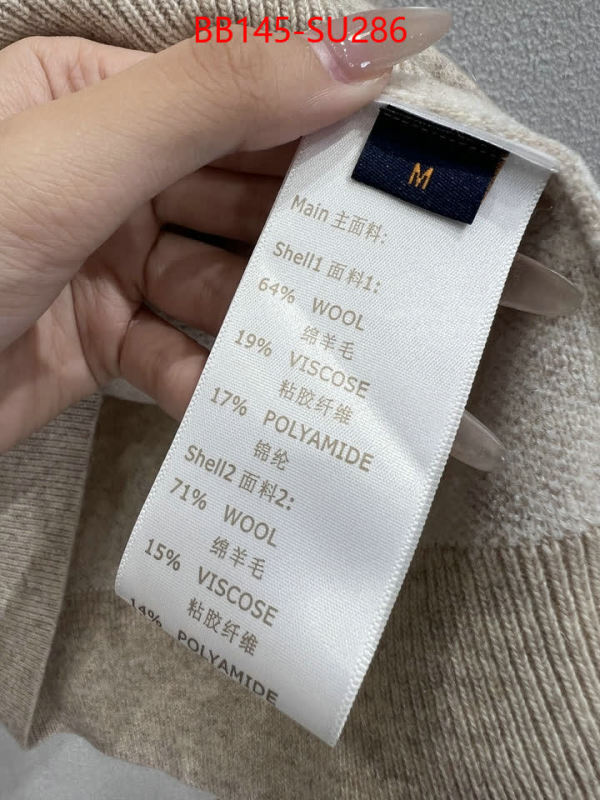 BB145-SU286
M
Main 主面料:
Shell1 面料1:
64% WOOL
绵羊毛
19% VISCOSE
粘胶纤维
17% POLYAMIDE
锦纶
Shell2 面料2:
71% WOOL
绵羊毛
15% VISCOSE
粘胶纤维
14% POLYAMIDE